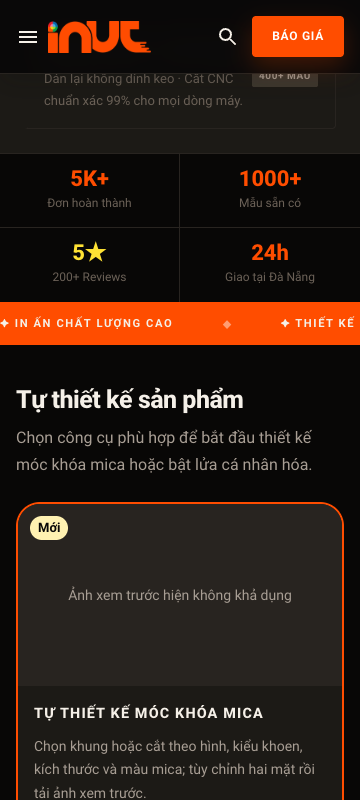 inut
BÁO GIÁ
Dán lại không dính keo · Cắt CNC
400+ MẪU
chuẩn xác 99% cho mọi dòng máy.
5K+
Đơn hoàn thành
1000+
Mẫu sẵn có
5★
200+ Reviews
24h
Giao tại Đà Nẵng
✦ IN ẤN CHẤT LƯỢNG CAO ◆ ✦ THIẾT KẾ
Tự thiết kế sản phẩm
Chọn công cụ phù hợp để bắt đầu thiết kế
móc khóa mica hoặc bật lửa cá nhân hóa.
Mới
Ảnh xem trước hiện không khả dụng
TỰ THIẾT KẾ MÓC KHÓA MICA
Chọn khung hoặc cắt theo hình, kiểu khoen,
kích thước và màu mica; tùy chỉnh hai mặt rồi
tải ảnh xem trước.